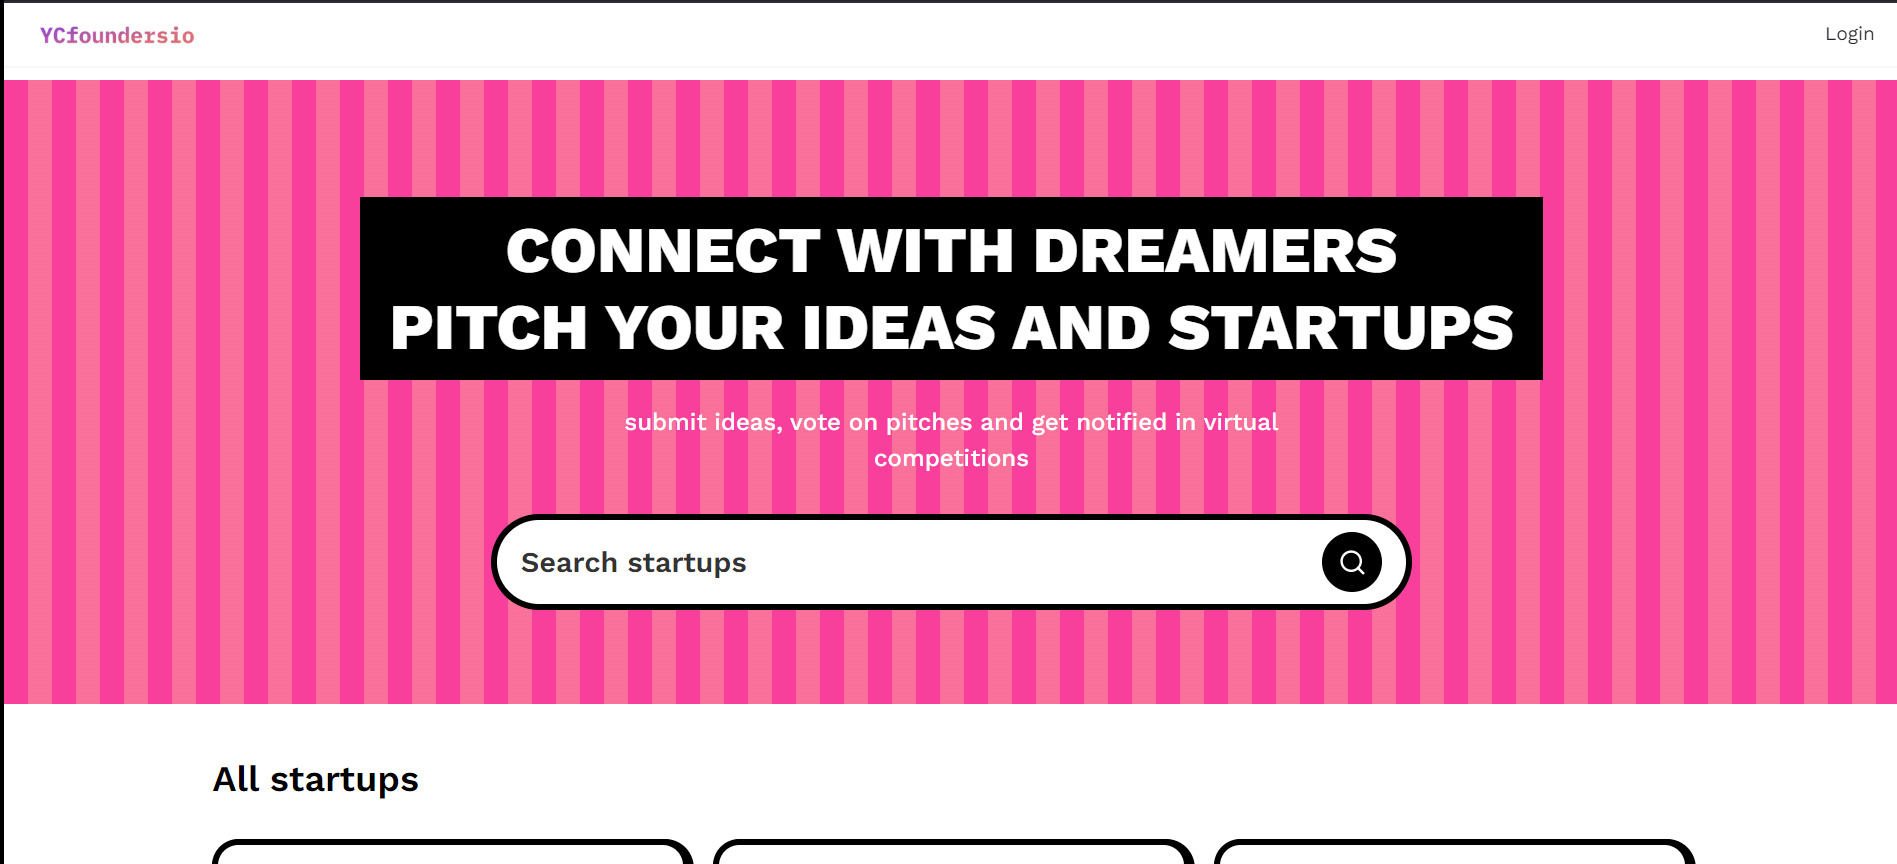 YCfoundersio
Login
CONNECT WITH DREAMERS
PITCH YOUR IDEAS AND STARTUPS
submit ideas, vote on pitches and get notified in virtual
competitions
Search startups
All startups